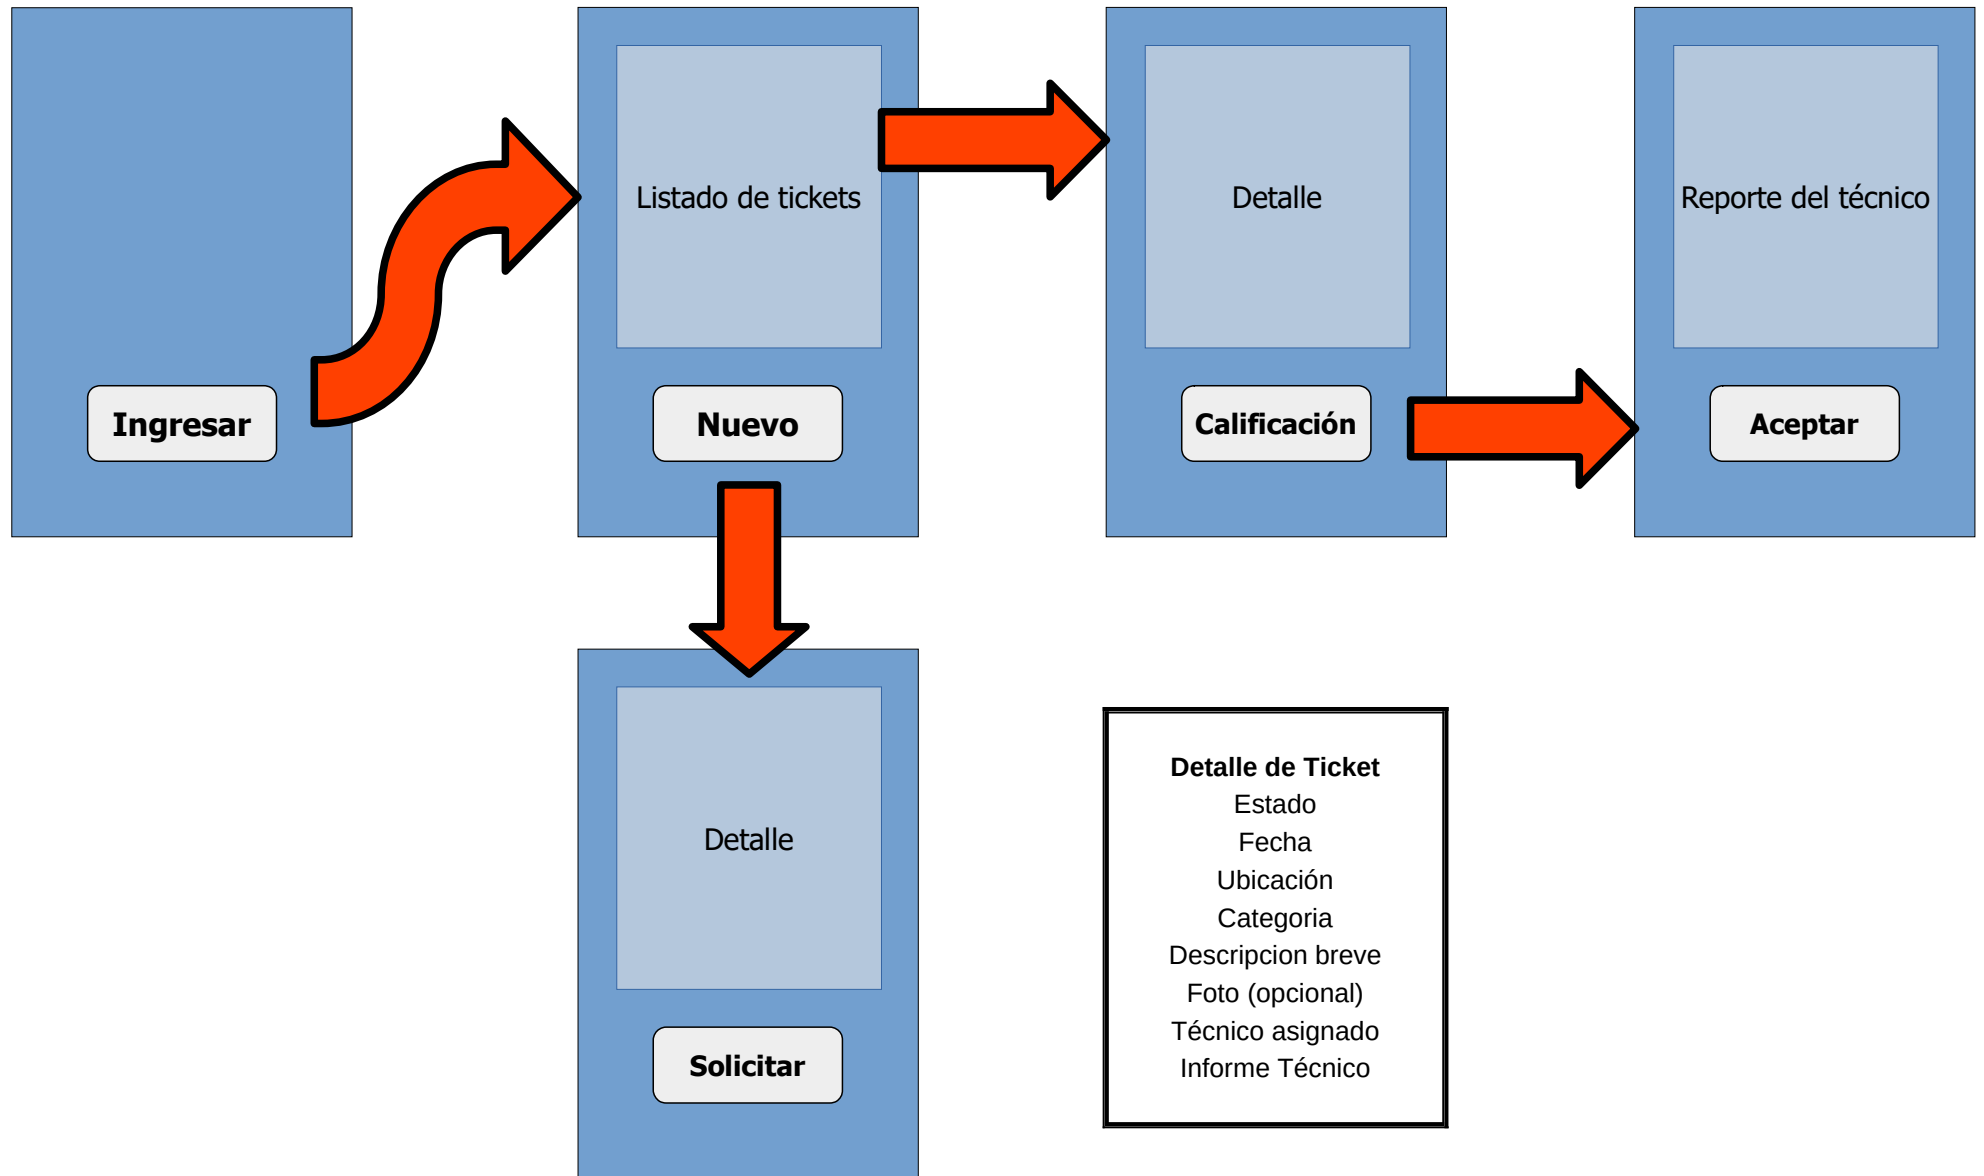 Ingresar
Listado de tickets
Nuevo
Detalle
Calificación
Reporte del técnico
Aceptar
Detalle
Solicitar
Detalle de Ticket
Estado
Fecha
Ubicación
Categoria
Descripcion breve
Foto (opcional)
Técnico asignado
Informe Técnico